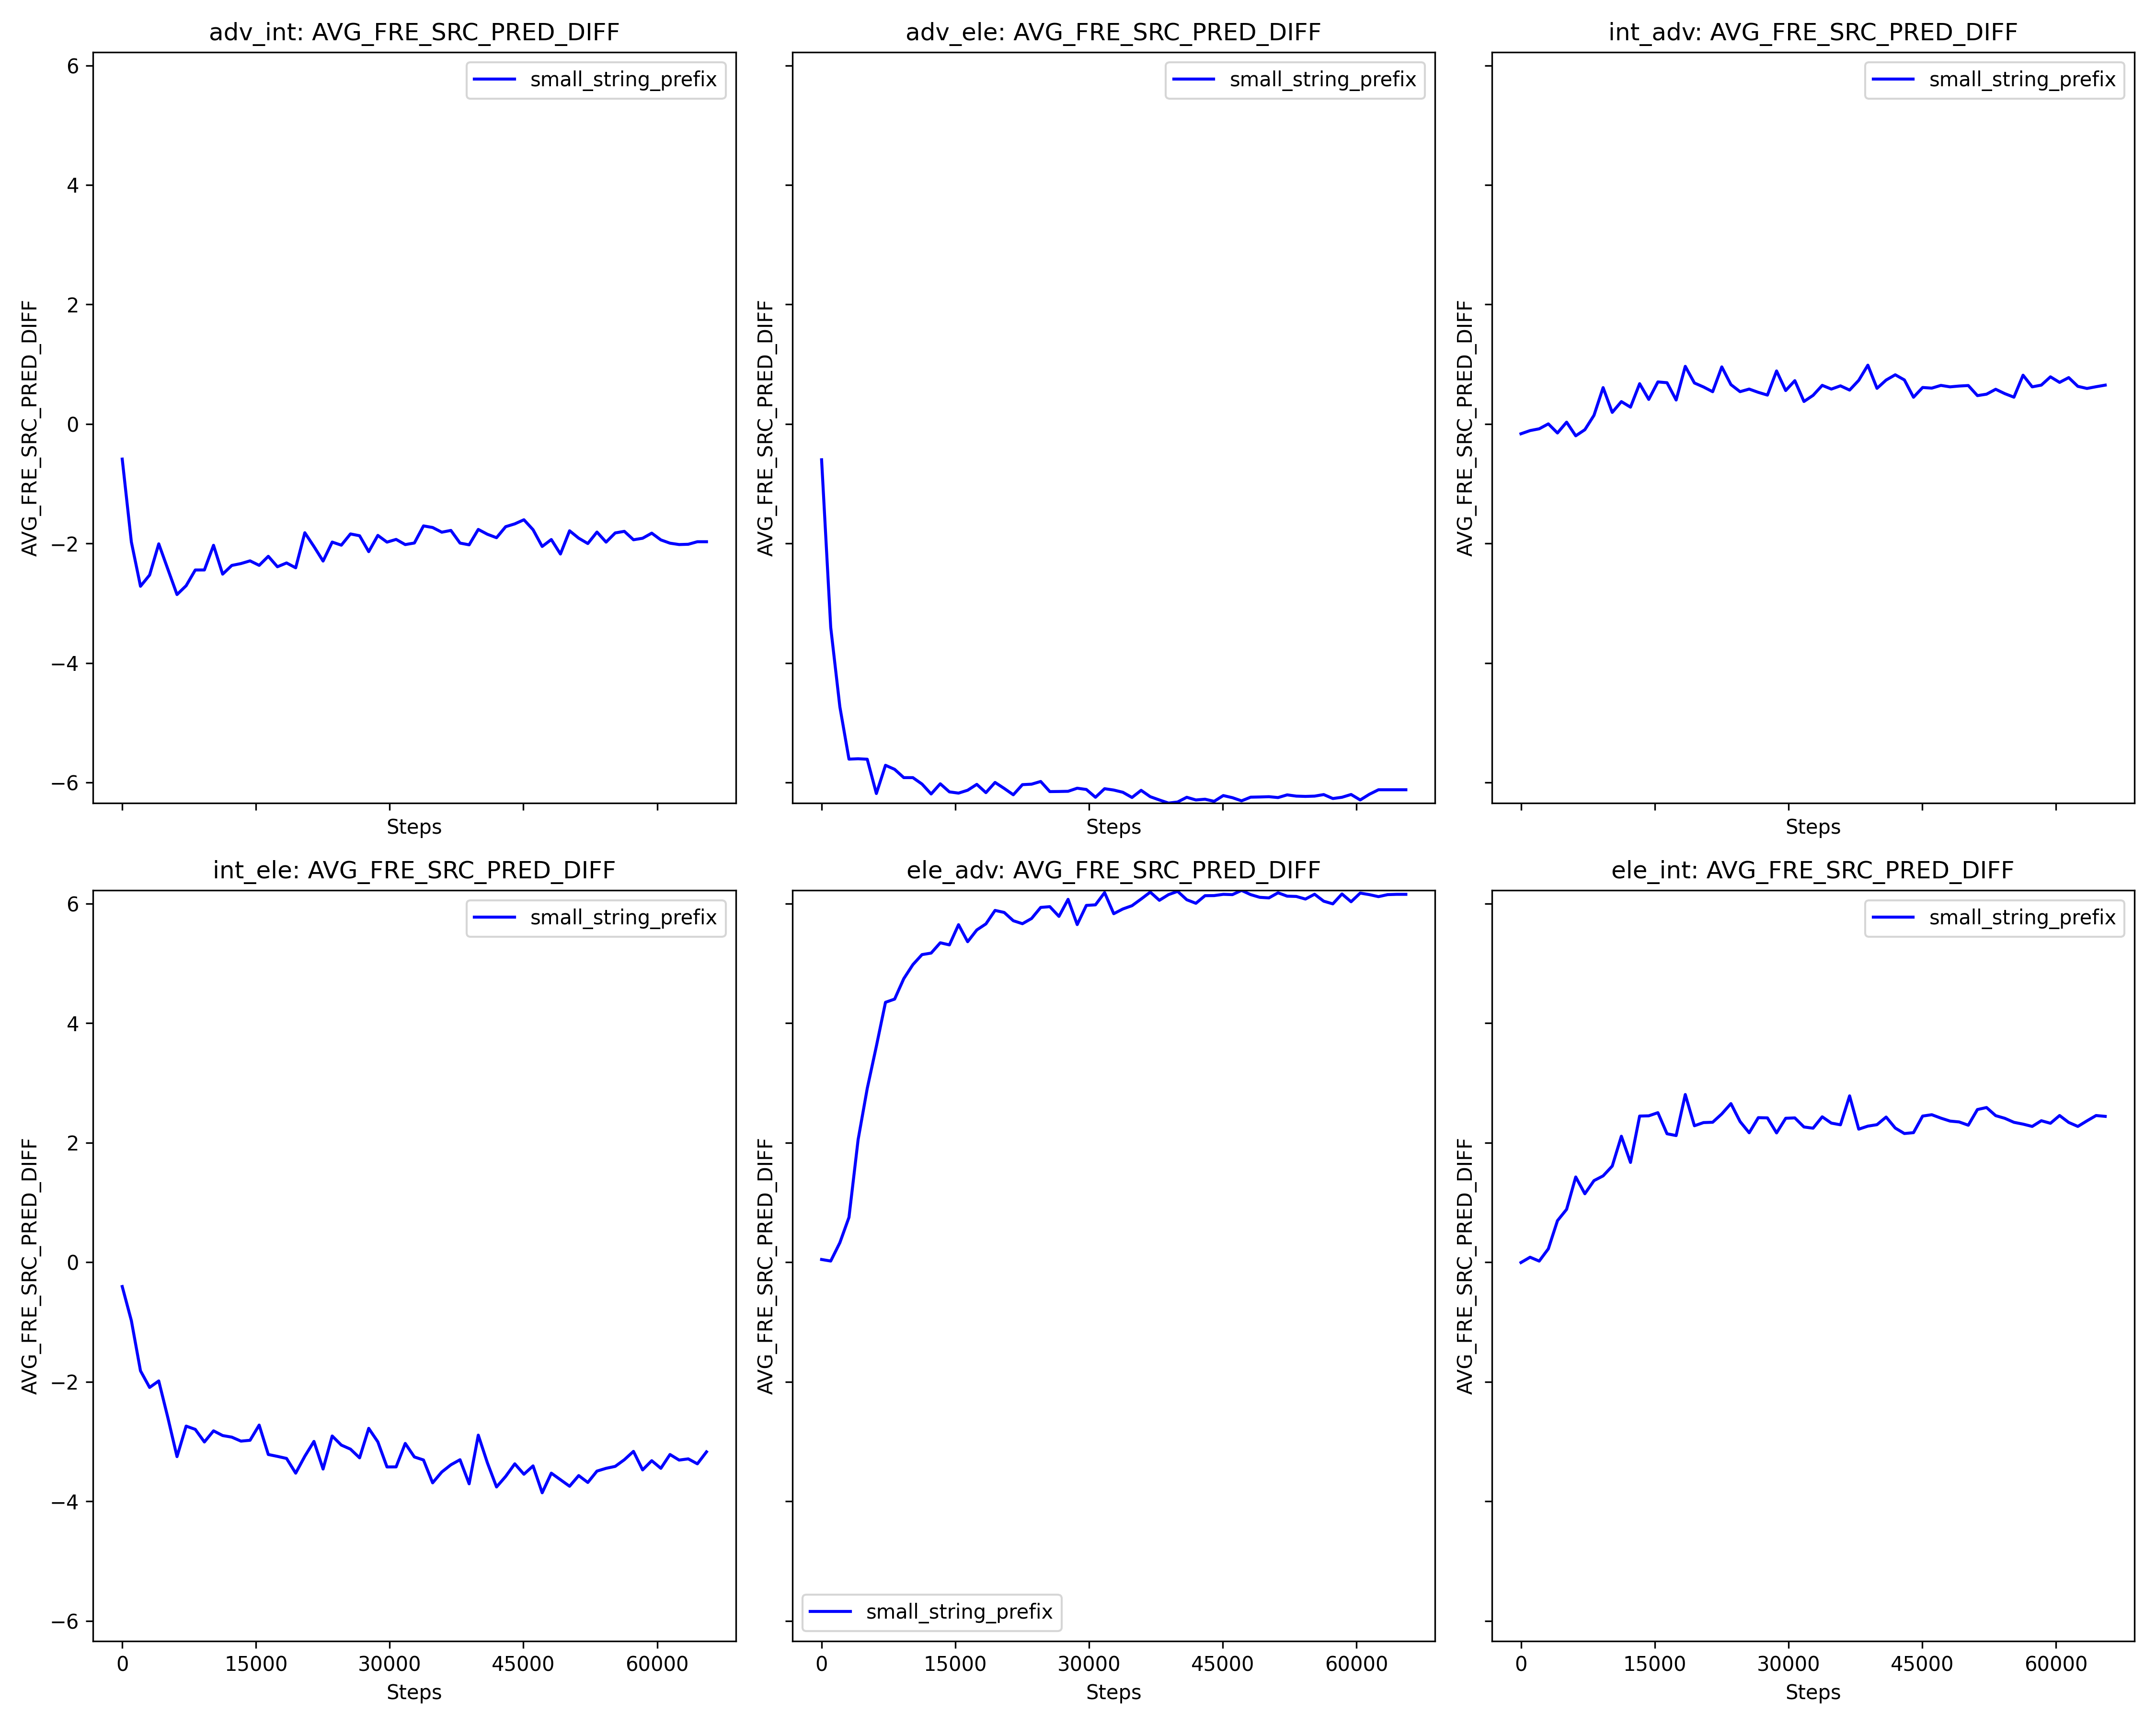 adv_int: AVG_FRE_SRC_PRED_DIFF
small_string_prefix
AVG_FRE_SRC_PRED_DIFF
6
4
2
0
−2
−4
−6
Steps
adv_ele: AVG_FRE_SRC_PRED_DIFF
small_string_prefix
AVG_FRE_SRC_PRED_DIFF
Steps
int_adv: AVG_FRE_SRC_PRED_DIFF
small_string_prefix
AVG_FRE_SRC_PRED_DIFF
Steps
int_ele: AVG_FRE_SRC_PRED_DIFF
small_string_prefix
AVG_FRE_SRC_PRED_DIFF
6
4
2
0
−2
−4
−6
0 15000 30000 45000 60000
Steps
ele_adv: AVG_FRE_SRC_PRED_DIFF
AVG_FRE_SRC_PRED_DIFF
small_string_prefix
0 15000 30000 45000 60000
Steps
ele_int: AVG_FRE_SRC_PRED_DIFF
small_string_prefix
AVG_FRE_SRC_PRED_DIFF
0 15000 30000 45000 60000
Steps